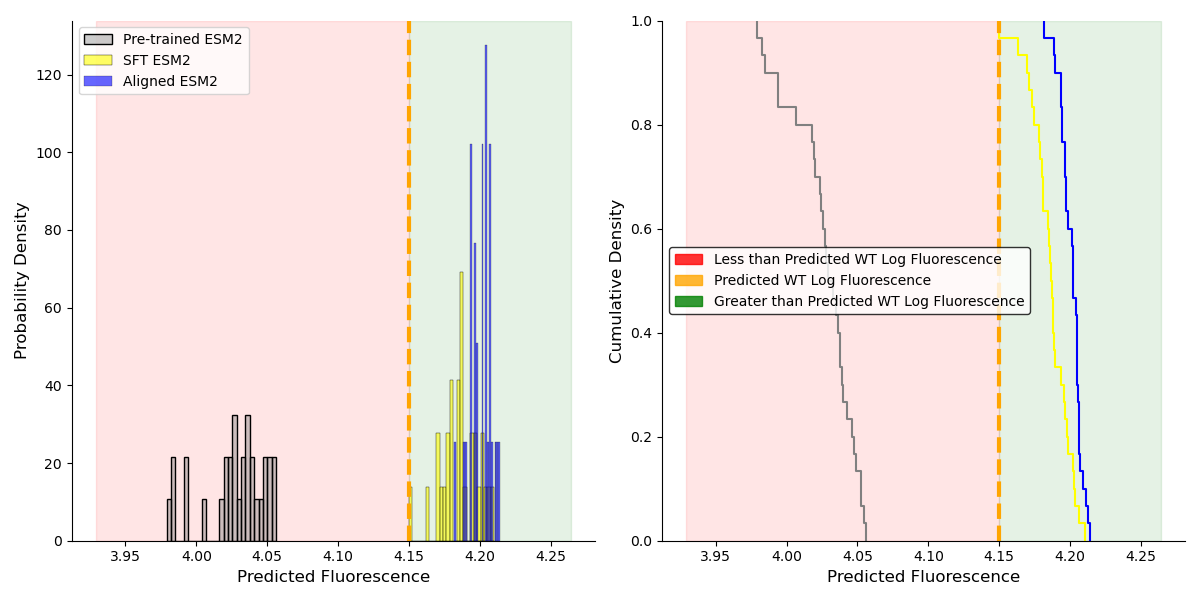 Pre-trained ESM2
SFT ESM2
Aligned ESM2
Probability Density
0
20
40
60
80
100
120
3.95
4.00
4.05
4.10
4.15
4.20
4.25
Predicted Fluorescence
Cumulative Density
1.0
0.8
0.6
0.4
0.2
0.0
Less than Predicted WT Log Fluorescence
Predicted WT Log Fluorescence
Greater than Predicted WT Log Fluorescence
3.95
4.00
4.05
4.10
4.15
4.20
4.25
Predicted Fluorescence